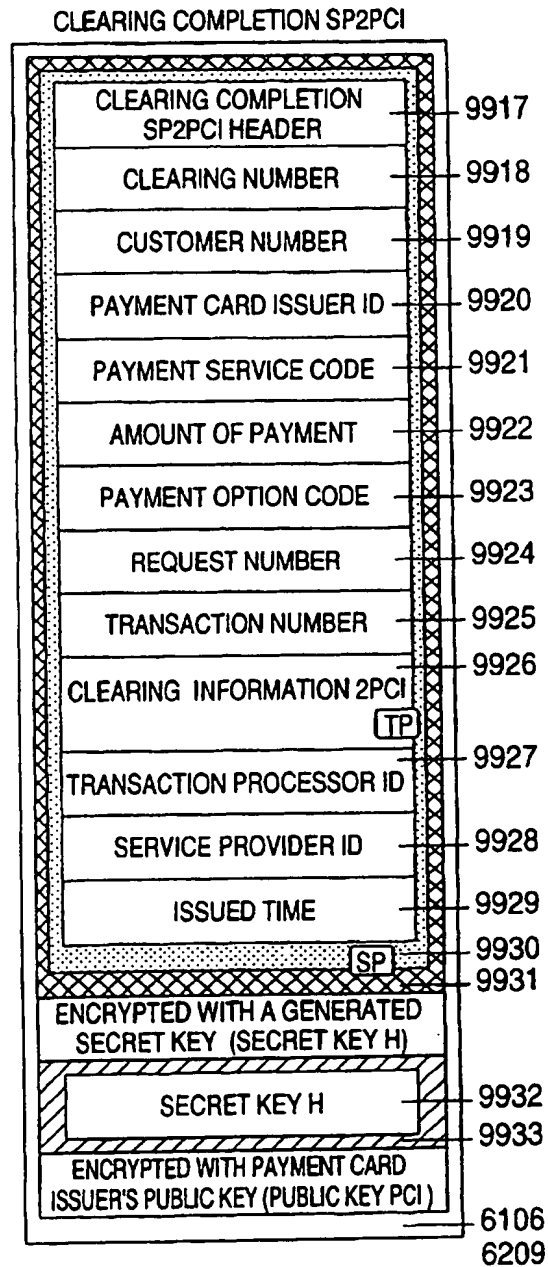 CLEARING COMPLETION SP2PCI
CLEARING COMPLETION
SP2PCI HEADER
9917
CLEARING NUMBER
9918
CUSTOMER NUMBER
9919
PAYMENT CARD ISSUER ID
9920
PAYMENT SERVICE CODE
9921
AMOUNT OF PAYMENT
9922
PAYMENT OPTION CODE
9923
REQUEST NUMBER
9924
TRANSACTION NUMBER
9925
9926
CLEARING INFORMATION 2PCI
TP
9927
TRANSACTION PROCESSOR ID
SERVICE PROVIDER ID
9928
ISSUED TIME
9929
SP
9930
9931
ENCRYPTED WITH A GENERATED
SECRET KEY (SECRET KEY H)
SECRET KEY H
9932
9933
ENCRYPTED WITH PAYMENT CARD
ISSUER'S PUBLIC KEY (PUBLIC KEY PCI )
6106
6209